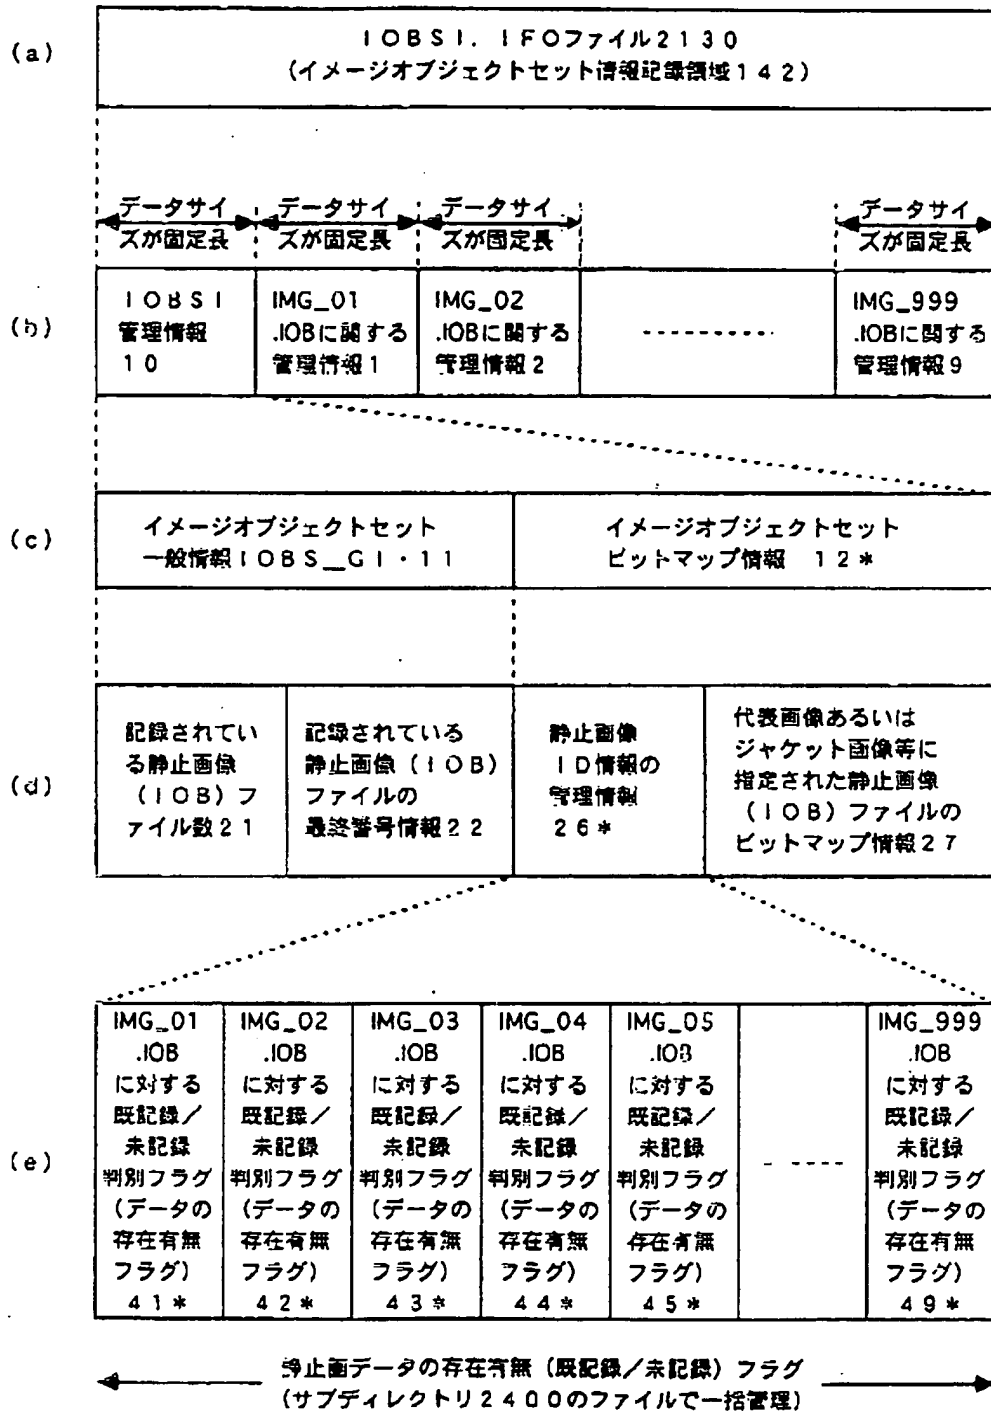 (a)
IOBSI. IFOファイル2130
(イメージオブジェクトセット情報記録領域142)
データサイ
ズが固定長
データサイ
ズが固定長
データサイ
ズが固定長
データサイ
ズが固定長
(b)
IOBSI
管理情報
10
IMG_01
.IOBに関する
管理情報1
IMG_02
.IOBに関する
管理情報2
IMG_999
.IOBに関する
管理情報9
(c)
イメージオブジェクトセット
一般情報IOBS__GI・11
イメージオブジェクトセット
ビットマップ情報 12*
(d)
記録されてい
る静止画像
(IOB)フ
ァイル数21
記録されている
静止画像(IOB)
ファイルの
最終番号情報22
静止画像
ID情報の
管理情報
26*
代表画像あるいは
ジャケット画像等に
指定された静止画像
(IOB)ファイルの
ビットマップ情報27
(e)
IMG_01
.IOB
に対する
既記録/
未記録
判別フラグ
(データの
存在有無
フラグ)
41*
IMG_02
.IOB
に対する
既記録/
未記録
判別フラグ
(データの
存在有無
フラグ)
42*
IMG_03
.IOB
に対する
既記録/
未記録
判別フラグ
(データの
存在有無
フラグ)
43*
IMG_04
.IOB
に対する
既記録/
未記録
判別フラグ
(データの
存在有無
フラグ)
44*
IMG_05
.IOB
に対する
既記録/
未記録
判別フラグ
(データの
存在有無
フラグ)
45*
IMG_999
.IOB
に対する
既記録/
未記録
判別フラグ
(データの
存在有無
フラグ)
49*
静止画データの存在有無(既記録/未記録)フラグ
(サブディレクトリ2400のファイルで一括管理)